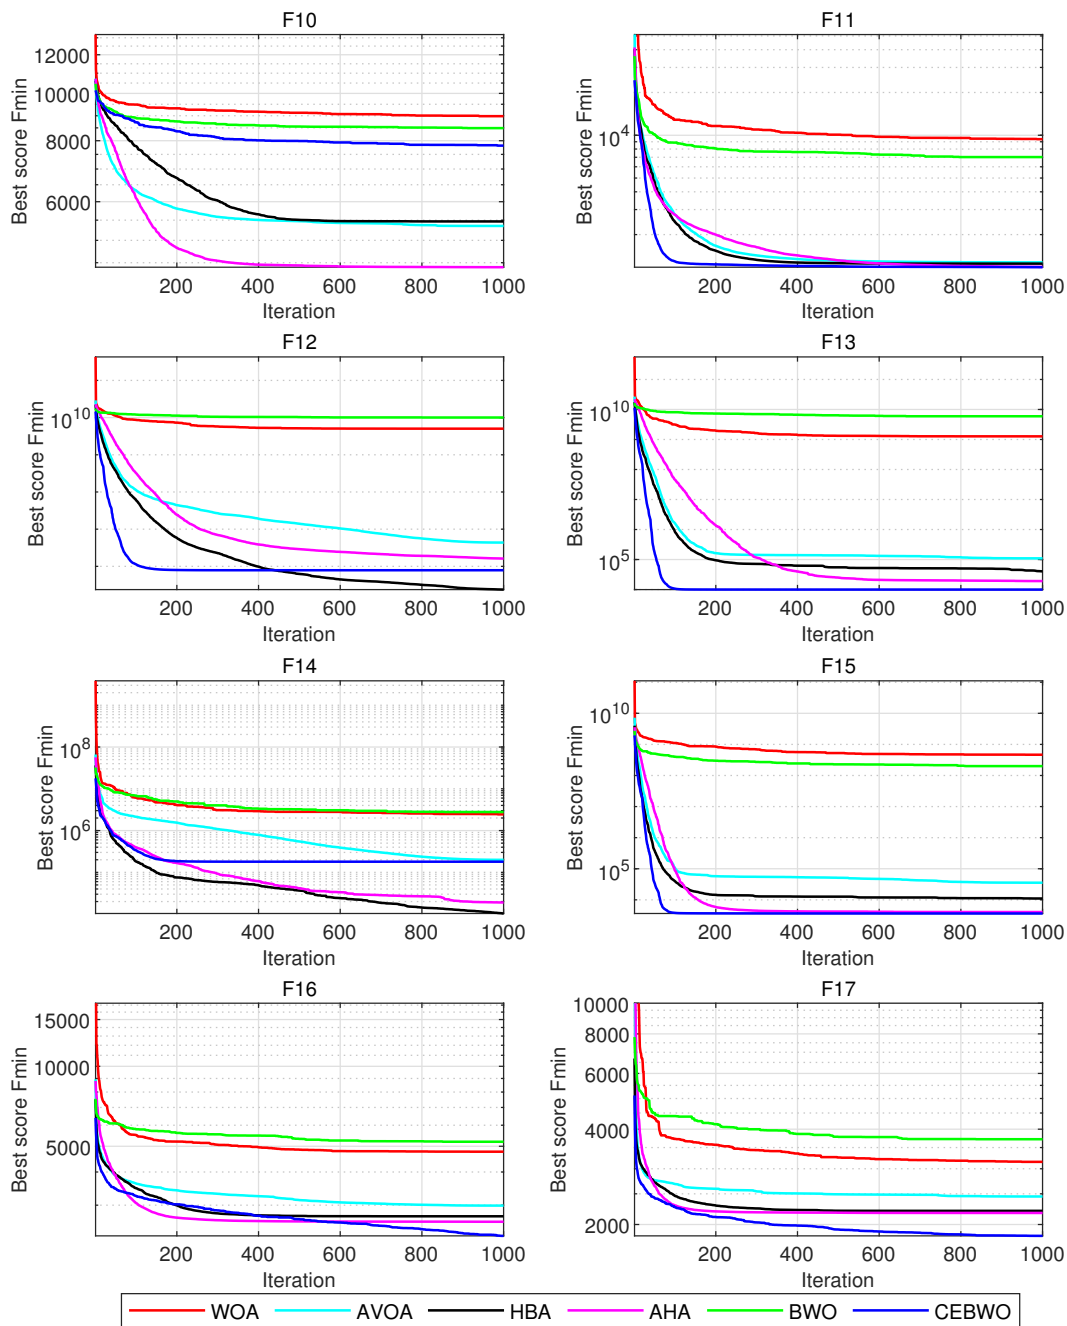 F10
F11
12000
10000
8000
6000
Best score Fmin
200
400
600
800
1000
Iteration
10^4
Best score Fmin
200
400
600
800
1000
Iteration
F12
F13
10^10
Best score Fmin
200
400
600
800
1000
Iteration
10^10
10^5
Best score Fmin
200
400
600
800
1000
Iteration
F14
F15
10^8
10^6
Best score Fmin
200
400
600
800
1000
Iteration
10^10
10^5
Best score Fmin
200
400
600
800
1000
Iteration
F16
F17
15000
10000
5000
Best score Fmin
200
400
600
800
1000
Iteration
10000
8000
6000
4000
2000
Best score Fmin
200
400
600
800
1000
Iteration
WOA AVOA HBA AHA BWO CEBWO